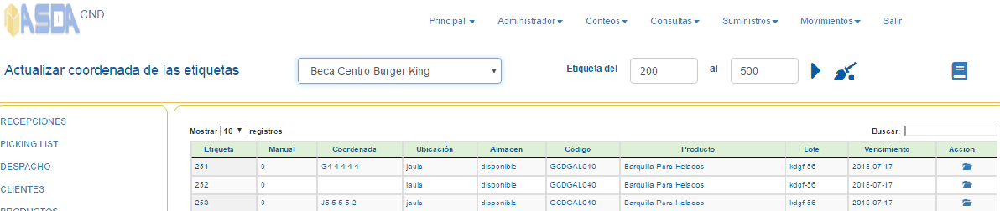 ASDA CND
Principal Administrador Conteos Consultas Suministros Movimientos Salir
Actualizar coordenada de las etiquetas Beca Centro Burger King Etiqueta del 200 al 500
RECEPCIONES
PICKING LIST
DESPACHO
CLIENTES
PRODUCTOS
Mostrar 10 registros Buscar:
Etiqueta Manual Coordenada Ubicación Almacen Código Producto Lote Vencimiento Accion
251 0 G4-4-4-4-4 jaula disponible GCDGAL040 Barquilla Para Helados kdgf-56 2018-07-17
252 0 jaula disponible GCDGAL040 Barquilla Para Helados kdgf-56 2018-07-17
253 0 J5-5-5-5-2 jaula disponible GCDGAL040 Barquilla Para Helados kdgf-56 2018-07-17